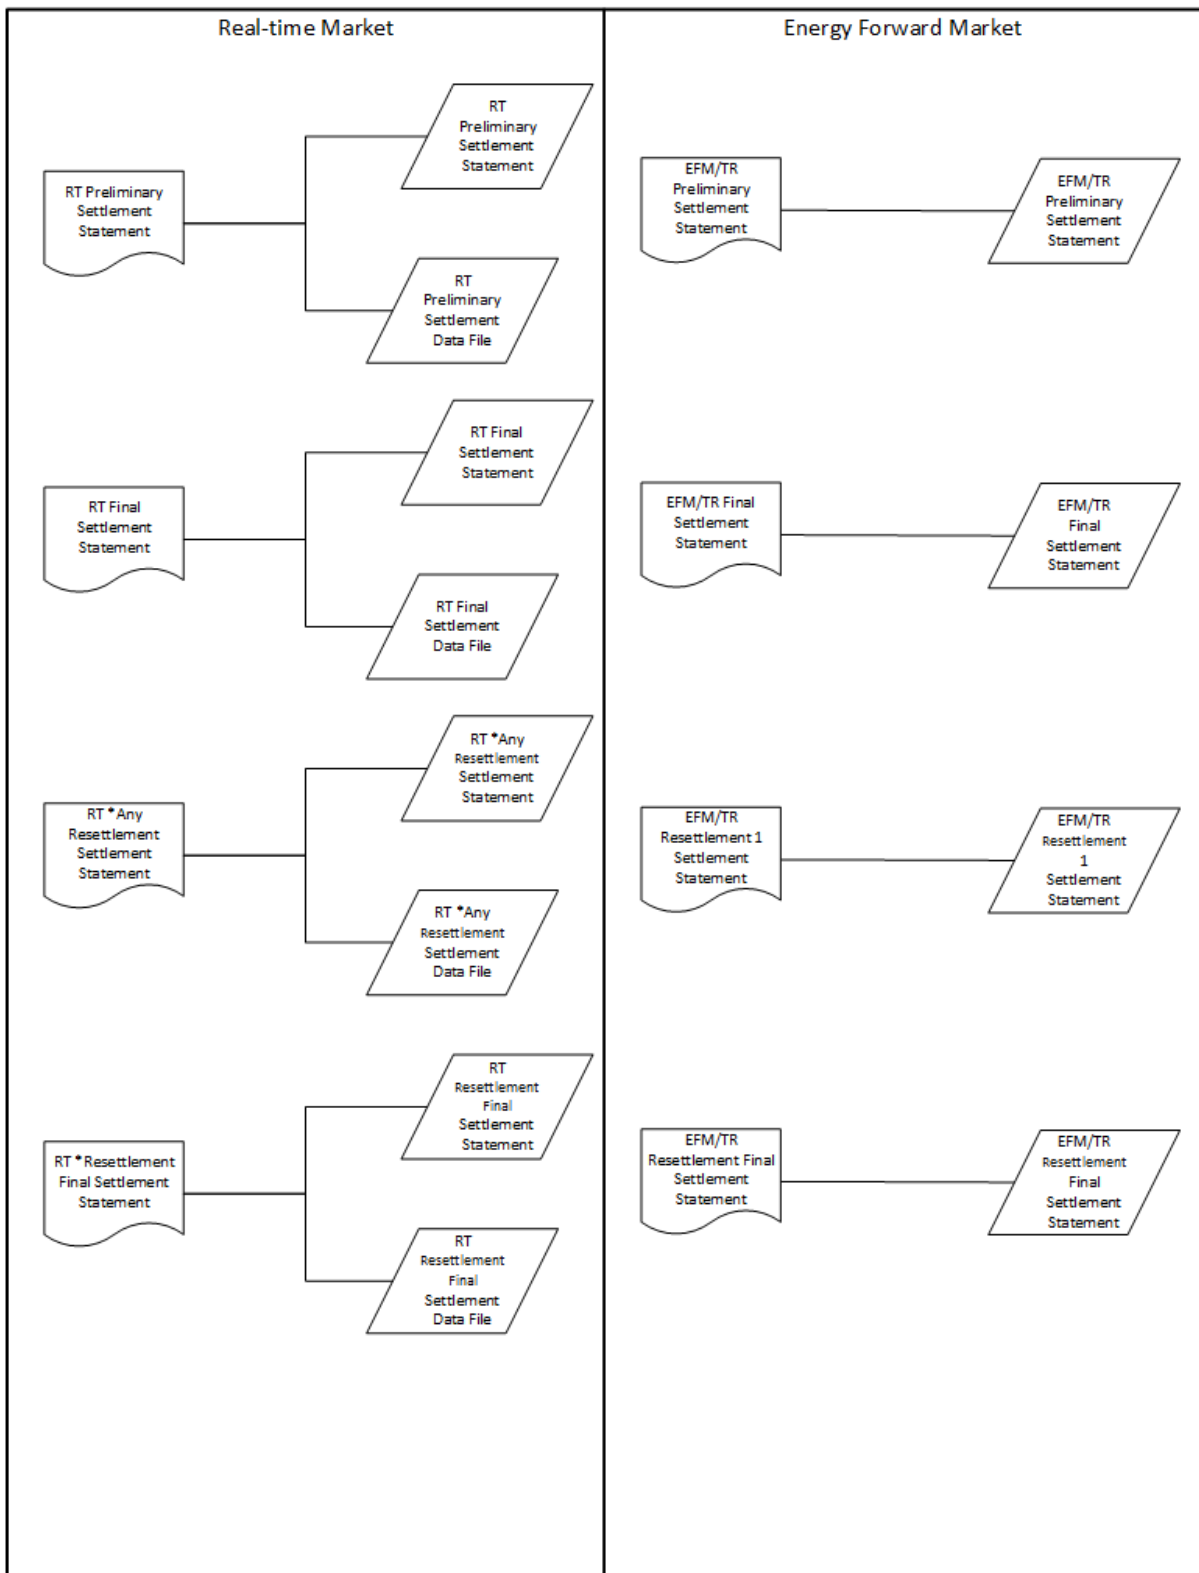 Real-time Market
RT
Preliminary
Settlement
Statement
RT Preliminary
Settlement
Statement
RT
Preliminary
Settlement
Data File
RT Final
Settlement
Statement
RT Final
Settlement
Statement
RT Final
Settlement
Data File
RT *Any
Resettlement
Settlement
Statement
RT *Any
Resettlement
Settlement
Statement
RT *Any
Resettlement
Settlement
Data File
RT
Resettlement
Final
Settlement
Statement
RT *Resettlement
Final Settlement
Statement
RT
Resettlement
Final
Settlement
Data File
Energy Forward Market
EFM/TR
Preliminary
Settlement
Statement
EFM/TR
Preliminary
Settlement
Statement
EFM/TR Final
Settlement
Statement
EFM/TR
Final
Settlement
Statement
EFM/TR
Resettlement 1
Settlement
Statement
EFM/TR
Resettlement
1
Settlement
Statement
EFM/TR
Resettlement Final
Settlement
Statement
EFM/TR
Resettlement
Final
Settlement
Statement